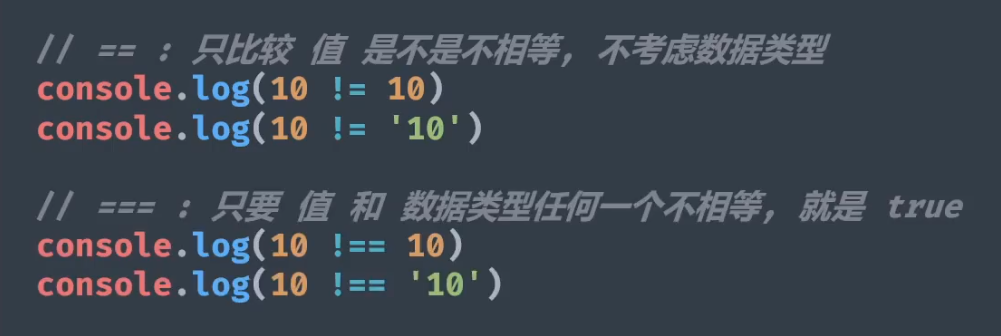 // == : 只比较 值 是不是不相等，不考虑数据类型
console.log(10 != 10)
console.log(10 != '10')
// === : 只要 值 和 数据类型任何一个不相等，就是 true
console.log(10 !== 10)
console.log(10 !== '10')